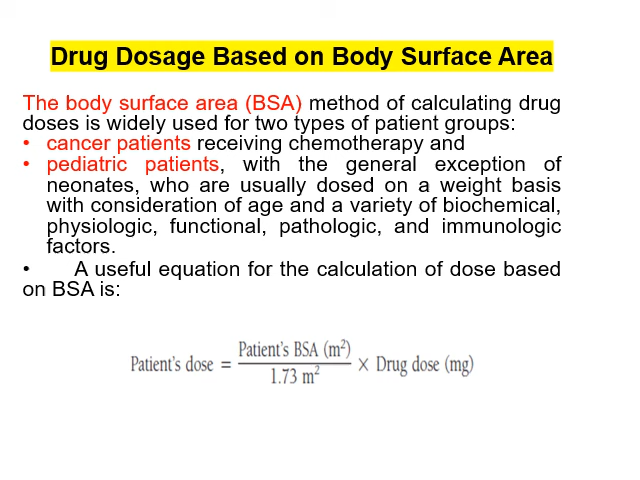 Drug Dosage Based on Body Surface Area
The body surface area (BSA) method of calculating drug
doses is widely used for two types of patient groups:
• cancer patients receiving chemotherapy and
• pediatric patients, with the general exception of
neonates, who are usually dosed on a weight basis
with consideration of age and a variety of biochemical,
physiologic, functional, pathologic, and immunologic
factors.
• A useful equation for the calculation of dose based
on BSA is:
Patient's dose = Patient's BSA (m²) / 1.73 m² × Drug dose (mg)